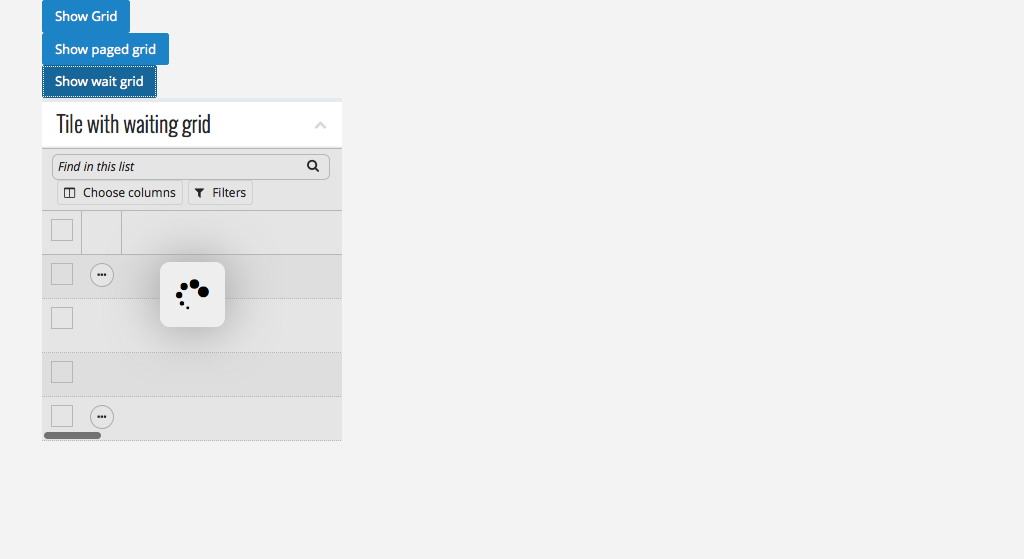 Show Grid
Show paged grid
Show wait grid
Tile with waiting grid
Find in this list
Choose columns Filters